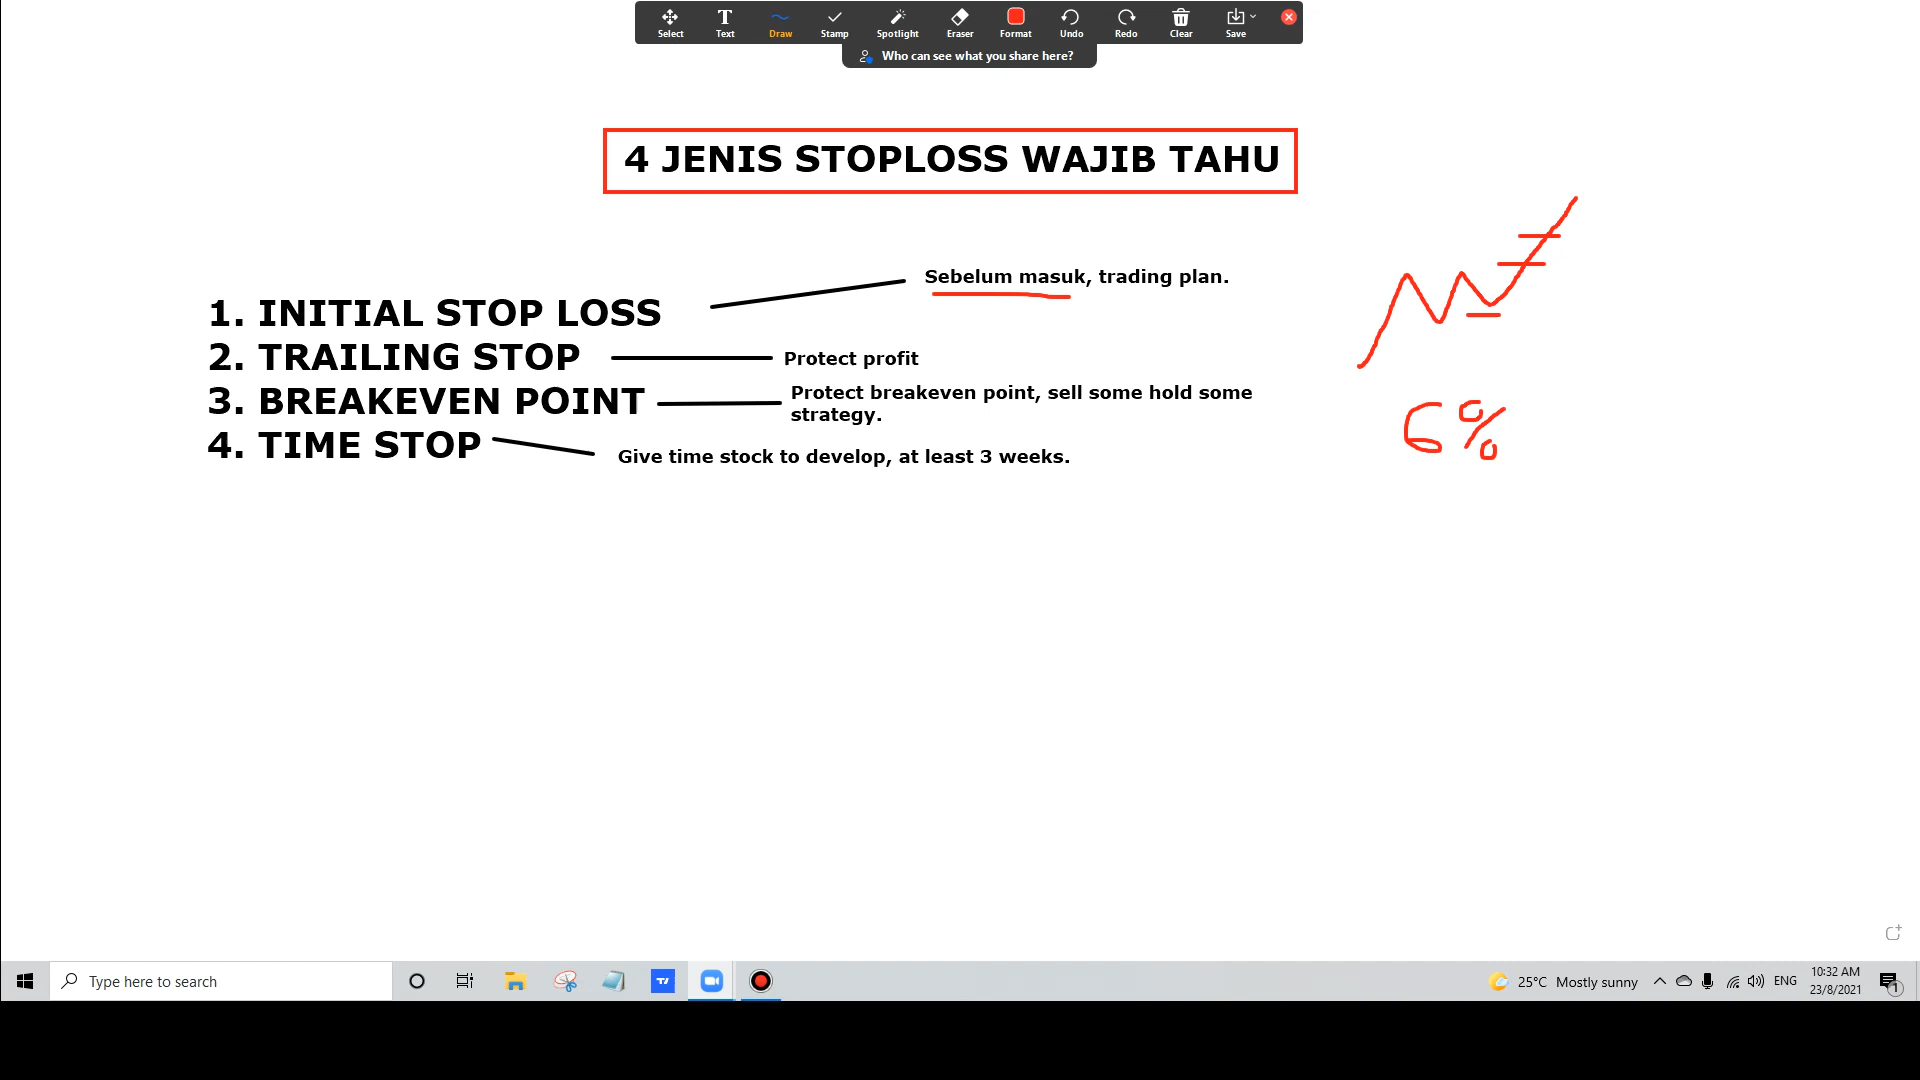 Select Text Draw Stamp Spotlight Eraser Format Undo Redo Clear Save
Who can see what you share here?
4 JENIS STOPLOSS WAJIB TAHU
Sebelum masuk, trading plan.
1. INITIAL STOP LOSS
2. TRAILING STOP
Protect profit
3. BREAKEVEN POINT
Protect breakeven point, sell some hold some
strategy.
4. TIME STOP
Give time stock to develop, at least 3 weeks.
6%
Type here to search
25°C Mostly sunny
ENG
10:32 AM
23/8/2021
1